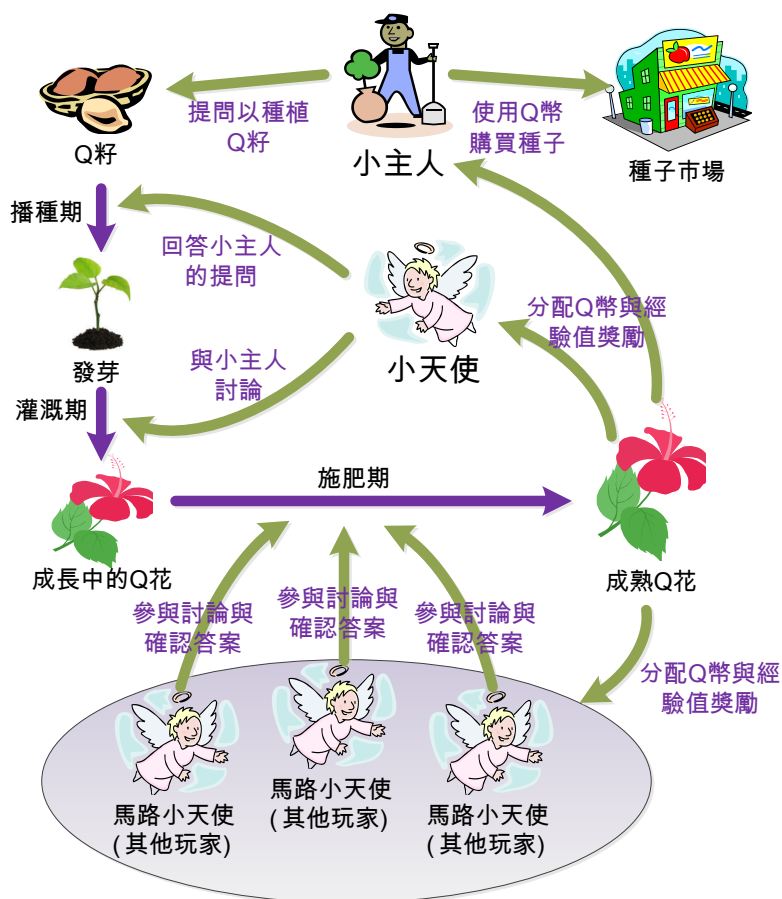 提問以種植
Q籽
使用Q幣
購買種子
Q籽
小主人
種子市場
播種期
回答小主人
的提問
分配Q幣與經
驗值獎勵
發芽
與小主人
討論
小天使
灌溉期
施肥期
成長中的Q花
成熟Q花
參與討論與
確認答案
參與討論與
確認答案
參與討論與
確認答案
分配Q幣與經
驗值獎勵
馬路小天使
(其他玩家)
馬路小天使
(其他玩家)
馬路小天使
(其他玩家)